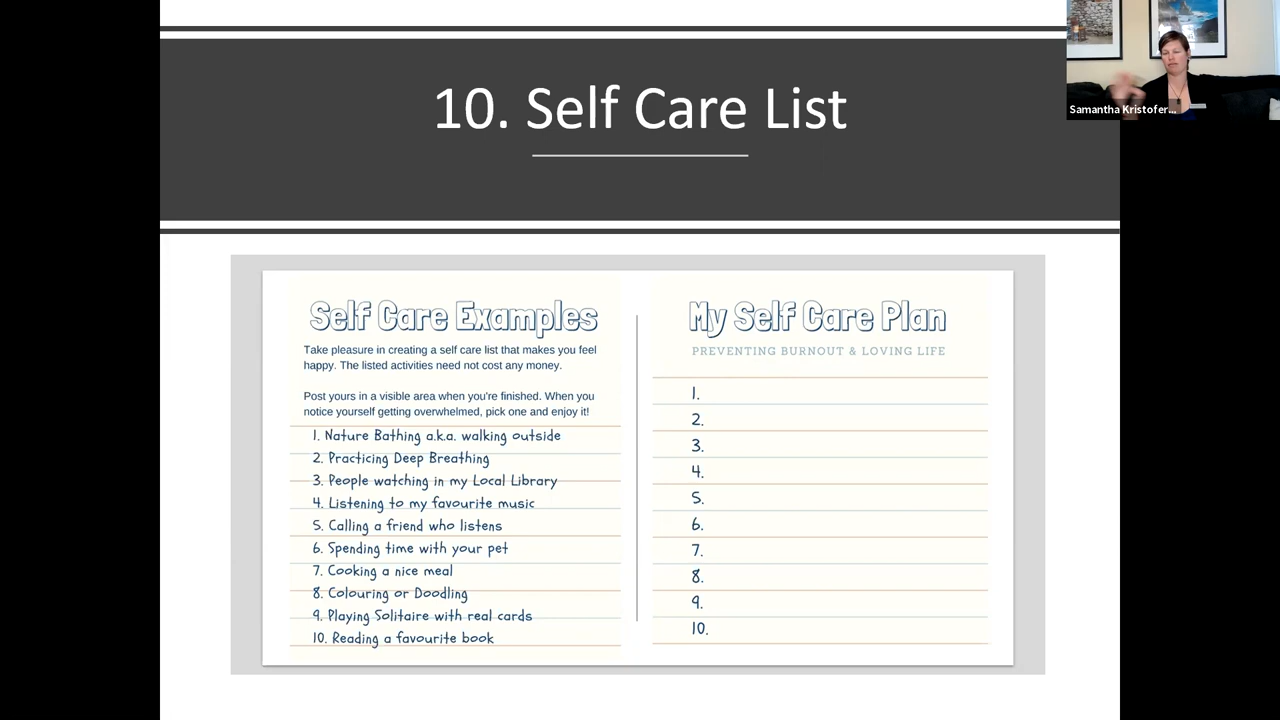 10. Self Care List
Samantha Kristofer...
Self Care Examples
Take pleasure in creating a self care list that makes you feel
happy. The listed activities need not cost any money.
Post yours in a visible area when you're finished. When you
notice yourself getting overwhelmed, pick one and enjoy it!
1. Nature Bathing a.k.a. walking outside
2. Practicing Deep Breathing
3. People watching in my Local Library
4. Listening to my favourite music
5. Calling a friend who listens
6. Spending time with your pet
7. Cooking a nice meal
8. Colouring or Doodling
9. Playing Solitaire with real cards
10. Reading a favourite book
My Self Care Plan
PREVENTING BURNOUT & LOVING LIFE
1.
2.
3.
4.
5.
6.
7.
8.
9.
10.